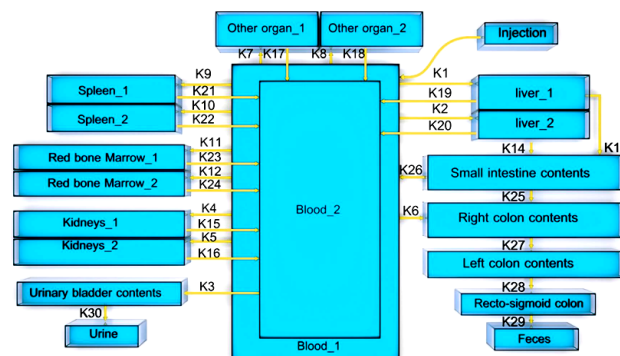 Other organ_1
Other organ_2
Injection
K7
K17
K8
K18
K9
K1
Spleen_1
K21
K19
liver_1
K10
K2
Spleen_2
K22
K20
liver_2
K11
K14
K1
Red bone Marrow_1
K23
K12
K26
Small intestine contents
Red bone Marrow_2
K24
K25
Kidneys_1
K4
Blood_2
K6
Right colon contents
K15
K5
Kidneys_2
K16
K27
Left colon contents
Urinary bladder contents
K3
K28
Recto-sigmoid colon
K30
K29
Urine
Blood_1
Feces